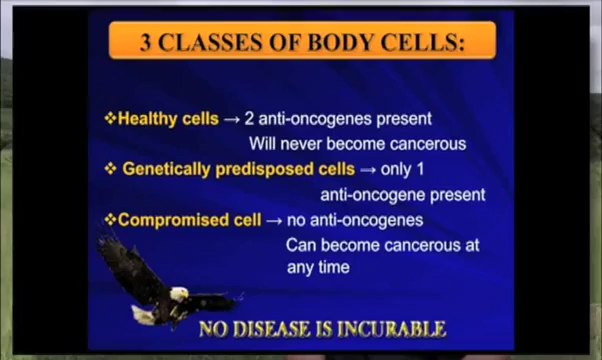 3 CLASSES OF BODY CELLS:
❖Healthy cells → 2 anti-oncogenes present
Will never become cancerous
❖ Genetically predisposed cells → only 1
anti-oncogene present
❖Compromised cell → no anti-oncogenes
Can become cancerous at
any time
NO DISEASE IS INCURABLE